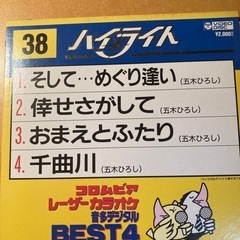 38
ハイライト
VIDEO
¥2,000
1. そして…めぐり逢い (五木ひろし)
2. 倖せさがして (五木ひろし)
3. おまえとふたり (五木ひろし)
4. 千曲川 (五木ひろし)
コロムビア
レーザーカラオケ
音多デジタル
BEST4